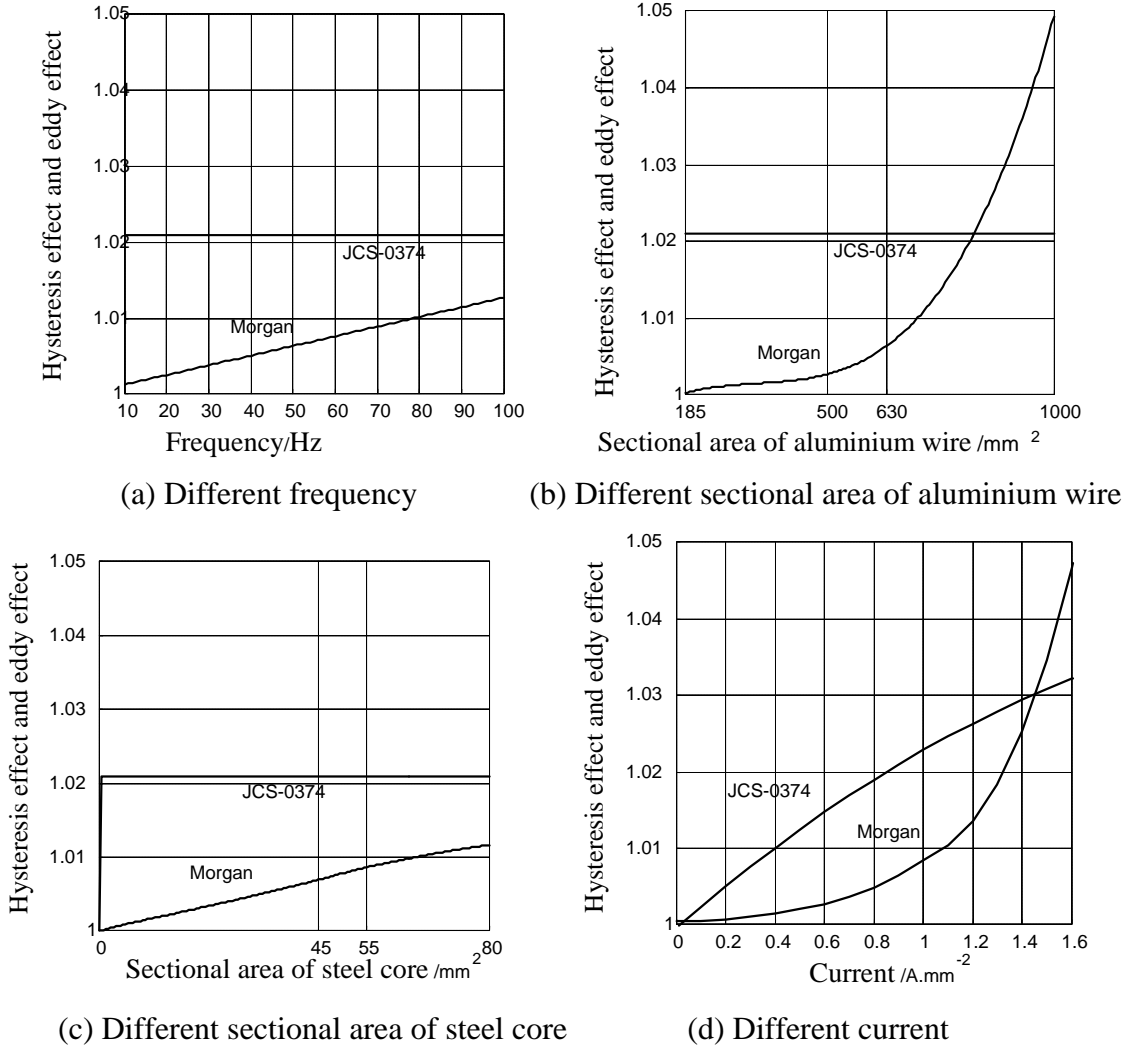 Hysteresis effect and eddy effect
1.05
1.04
1.03
1.02
1.01
1
JCS-0374
Morgan
10 20 30 40 50 60 70 80 90 100
Frequency/Hz
(a) Different frequency
Hysteresis effect and eddy effect
1.05
1.04
1.03
1.02
1.01
1
JCS-0374
Morgan
185 500 630 1000
Sectional area of aluminium wire /mm 2
(b) Different sectional area of aluminium wire
Hysteresis effect and eddy effect
1.05
1.04
1.03
1.02
1.01
1
JCS-0374
Morgan
0 45 55 80
Sectional area of steel core /mm2
(c) Different sectional area of steel core
Hysteresis effect and eddy effect
1.05
1.04
1.03
1.02
1.01
1
JCS-0374
Morgan
0 0.2 0.4 0.6 0.8 1 1.2 1.4 1.6
Current /A.mm-2
(d) Different current